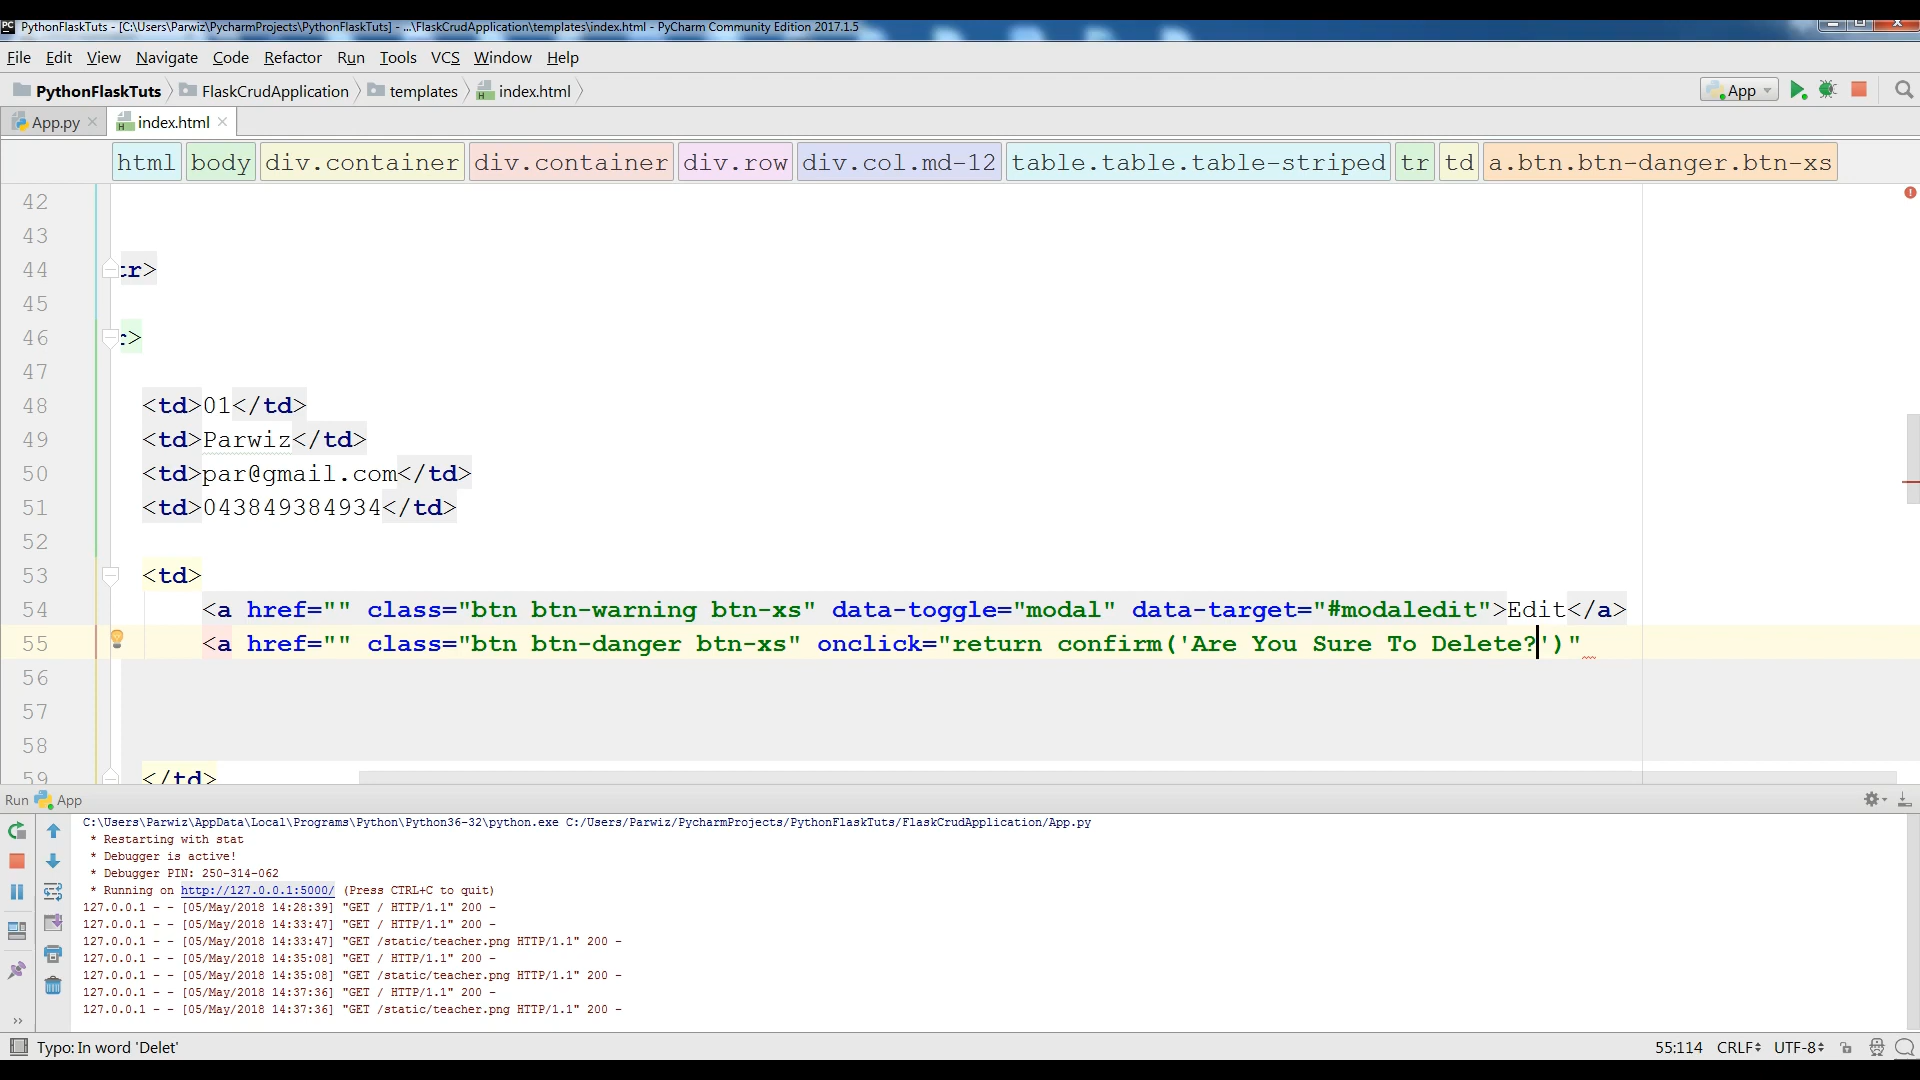 PythonFlaskTuts - [C:\Users\Parwiz\PycharmProjects\PythonFlaskTuts] - ...\FlaskCrudApplication\templates\index.html - PyCharm Community Edition 2017.1.5
File Edit View Navigate Code Refactor Run Tools VCS Window Help
PythonFlaskTuts FlaskCrudApplication templates index.html App
App.py index.html
html body div.container div.container div.row div.col.md-12 table.table.table-striped tr td a.btn.btn-danger.btn-xs
42
43
44 tr>
45
46 r>
47
48 <td>01</td>
49 <td>Parwiz</td>
50 <td>par@gmail.com</td>
51 <td>043849384934</td>
52
53 <td>
54 <a href="" class="btn btn-warning btn-xs" data-toggle="modal" data-target="#modaledit">Edit</a>
55 <a href="" class="btn btn-danger btn-xs" onclick="return confirm('Are You Sure To Delete?')"
56
57
58
59 </td>
Run App
C:\Users\Parwiz\AppData\Local\Programs\Python\Python36-32\python.exe C:/Users/Parwiz/PycharmProjects/PythonFlaskTuts/FlaskCrudApplication/App.py
* Restarting with stat
* Debugger is active!
* Debugger PIN: 250-314-062
* Running on http://127.0.0.1:5000/ (Press CTRL+C to quit)
127.0.0.1 - - [05/May/2018 14:28:39] "GET / HTTP/1.1" 200 -
127.0.0.1 - - [05/May/2018 14:33:47] "GET / HTTP/1.1" 200 -
127.0.0.1 - - [05/May/2018 14:33:47] "GET /static/teacher.png HTTP/1.1" 200 -
127.0.0.1 - - [05/May/2018 14:35:08] "GET / HTTP/1.1" 200 -
127.0.0.1 - - [05/May/2018 14:35:08] "GET /static/teacher.png HTTP/1.1" 200 -
127.0.0.1 - - [05/May/2018 14:37:36] "GET / HTTP/1.1" 200 -
127.0.0.1 - - [05/May/2018 14:37:36] "GET /static/teacher.png HTTP/1.1" 200 -
Typo: In word 'Delet' 55:114 CRLF UTF-8